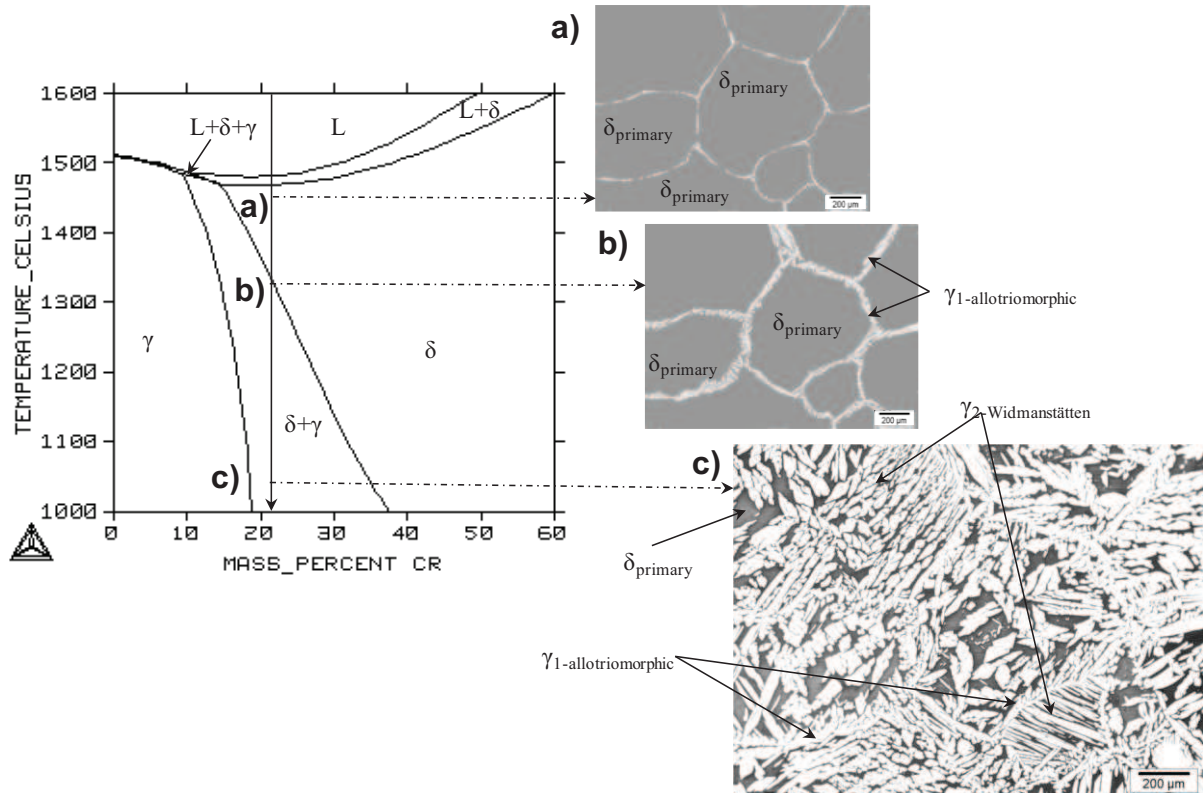 a)
δprimary
δprimary
δprimary
200 µm
1600
1500
1400
1300
1200
1100
1000
TEMPERATURE_CELSIUS
L+δ+γ
L
L+δ
a)
b)
γ
δ
δ+γ
c)
0
10
20
30
40
50
60
MASS_PERCENT CR
b)
γ1-allotriomorphic
δprimary
δprimary
200 µm
γ2-Widmanstätten
c)
δprimary
γ1-allotriomorphic
200 µm